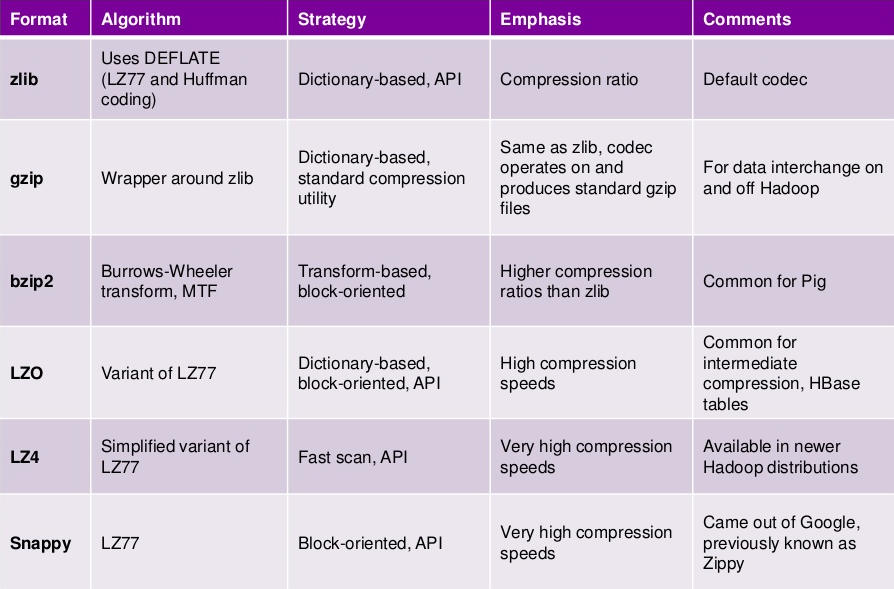 Format Algorithm Strategy Emphasis Comments
zlib
Uses DEFLATE
(LZ77 and Huffman
coding)
Dictionary-based, API
Compression ratio
Default codec
gzip
Wrapper around zlib
Dictionary-based,
standard compression
utility
Same as zlib, codec
operates on and
produces standard gzip
files
For data interchange on
and off Hadoop
bzip2
Burrows-Wheeler
transform, MTF
Transform-based,
block-oriented
Higher compression
ratios than zlib
Common for Pig
LZO
Variant of LZ77
Dictionary-based,
block-oriented, API
High compression
speeds
Common for
intermediate
compression, HBase
tables
LZ4
Simplified variant of
LZ77
Fast scan, API
Very high compression
speeds
Available in newer
Hadoop distributions
Snappy
LZ77
Block-oriented, API
Very high compression
speeds
Came out of Google,
previously known as
Zippy